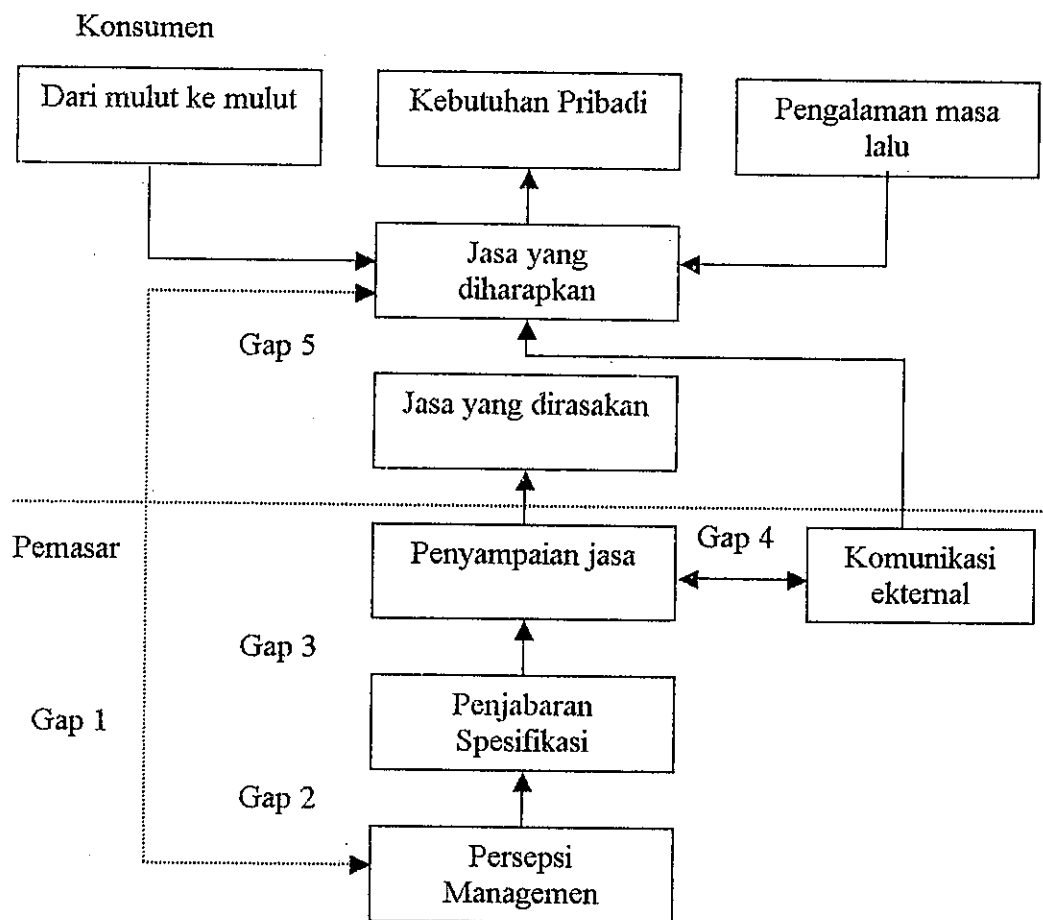 Konsumen
Dari mulut ke mulut
Kebutuhan Pribadi
Pengalaman masa
lalu
Jasa yang
diharapkan
Gap 5
Jasa yang dirasakan
Pemasar
Penyampaian jasa
Gap 4
Komunikasi
ekternal
Gap 3
Penjabaran
Spesifikasi
Gap 1
Gap 2
Persepsi
Managemen